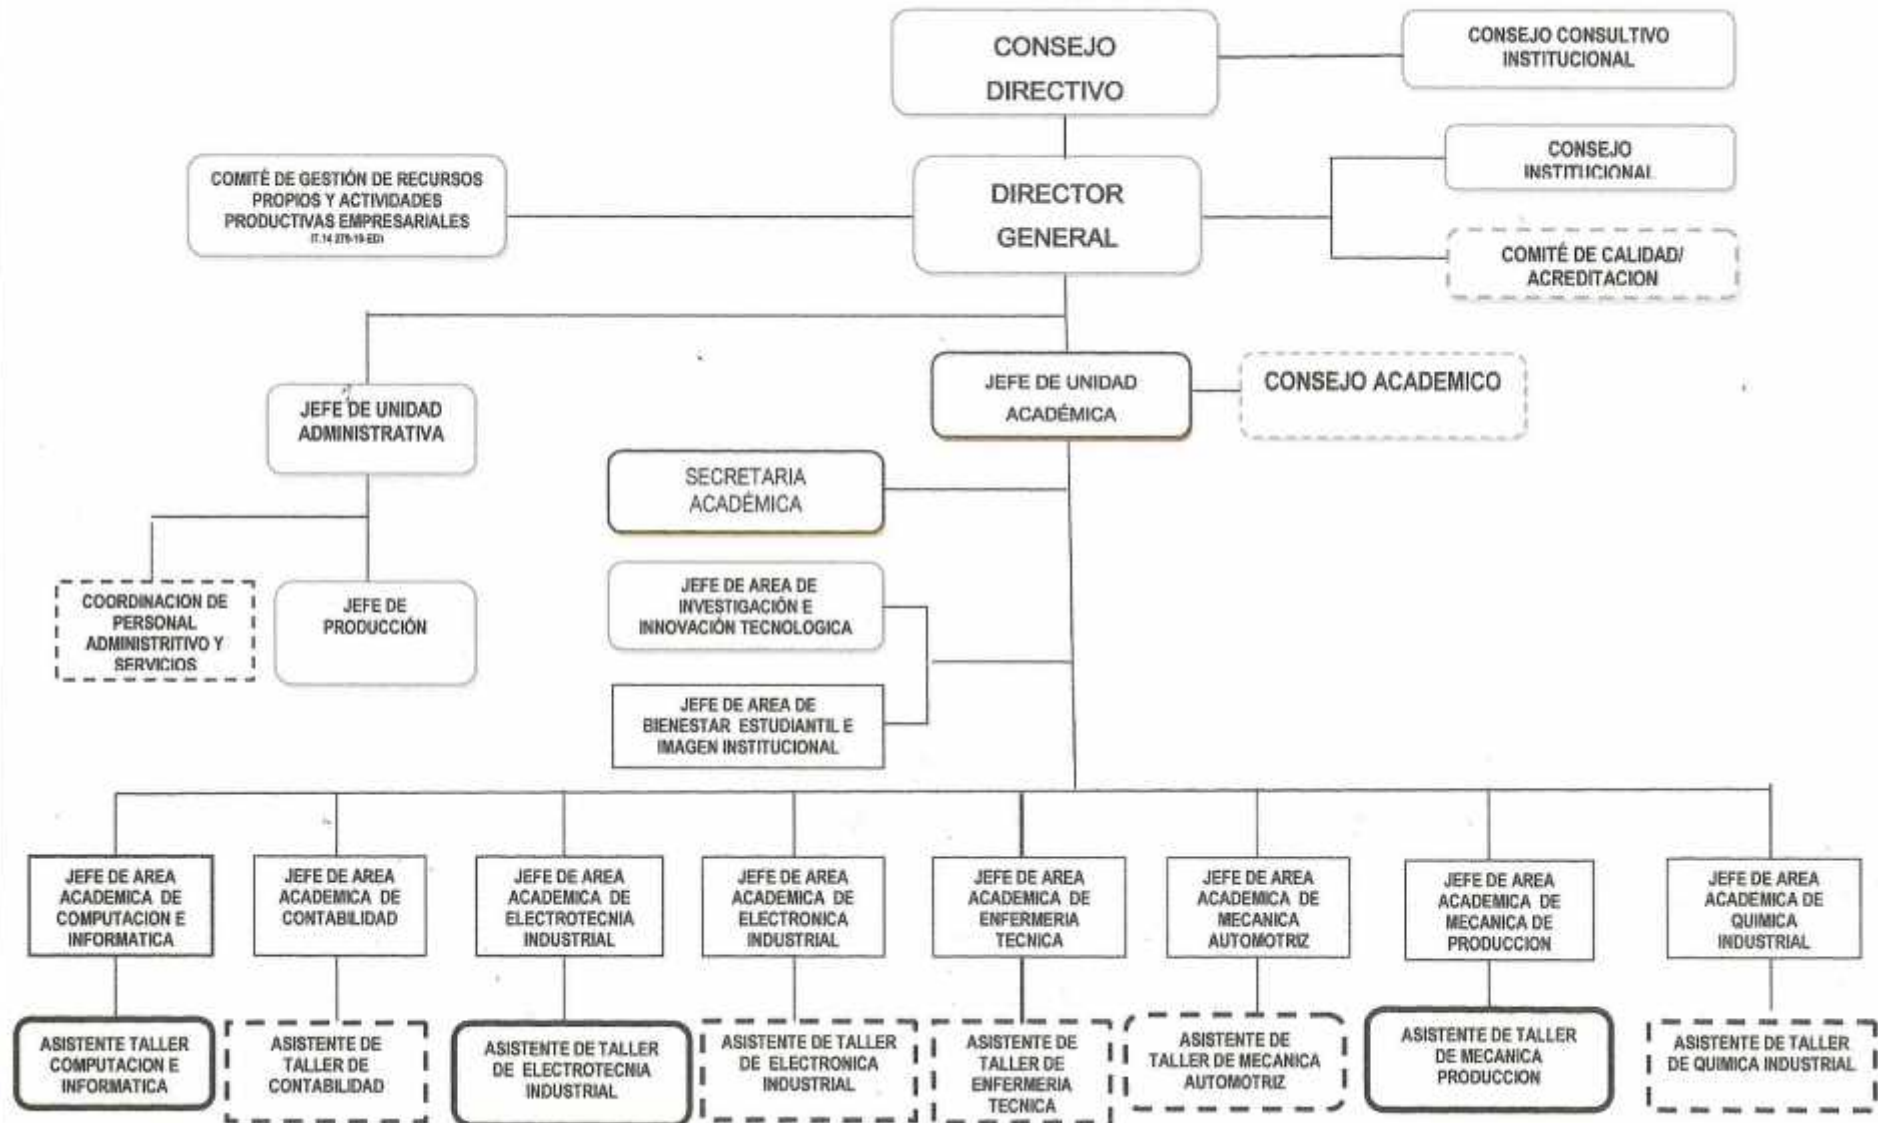 CONSEJO
DIRECTIVO
CONSEJO CONSULTIVO
INSTITUCIONAL
COMITÉ DE GESTIÓN DE RECURSOS
PROPIOS Y ACTIVIDADES
PRODUCTIVAS EMPRESARIALES
DIRECTOR
GENERAL
CONSEJO
INSTITUCIONAL
COMITÉ DE CALIDAD/
ACREDITACION
JEFE DE UNIDAD
ADMINISTRATIVA
JEFE DE UNIDAD
ACADÉMICA
CONSEJO ACADEMICO
SECRETARIA
ACADÉMICA
COORDINACION DE
PERSONAL
ADMINISTRITIVO Y
SERVICIOS
JEFE DE
PRODUCCIÓN
JEFE DE AREA DE
INVESTIGACIÓN E
INNOVACIÓN TECNOLOGICA
JEFE DE AREA DE
BIENESTAR ESTUDIANTIL E
IMAGEN INSTITUCIONAL
JEFE DE AREA
ACADEMICA DE
COMPUTACION E
INFORMATICA
JEFE DE AREA
ACADEMICA DE
CONTABILIDAD
JEFE DE AREA
ACADEMICA DE
ELECTROTECNIA
INDUSTRIAL
JEFE DE AREA
ACADEMICA DE
ELECTRONICA
INDUSTRIAL
JEFE DE AREA
ACADEMICA DE
ENFERMERIA
TECNICA
JEFE DE AREA
ACADEMICA DE
MECANICA
AUTOMOTRIZ
JEFE DE AREA
ACADEMICA DE
MECANICA DE
PRODUCCION
JEFE DE AREA
ACADEMICA DE
QUIMICA
INDUSTRIAL
ASISTENTE TALLER
COMPUTACION E
INFORMATICA
ASISTENTE DE
TALLER DE
CONTABILIDAD
ASISTENTE DE TALLER
DE ELECTROTECNIA
INDUSTRIAL
ASISTENTE DE TALLER
DE ELECTRONICA
INDUSTRIAL
ASISTENTE DE
TALLER DE
ENFERMERIA
TECNICA
ASISTENTE DE
TALLER DE MECANICA
AUTOMOTRIZ
ASISTENTE DE TALLER
DE MECANICA
PRODUCCION
ASISTENTE DE TALLER
DE QUIMICA INDUSTRIAL